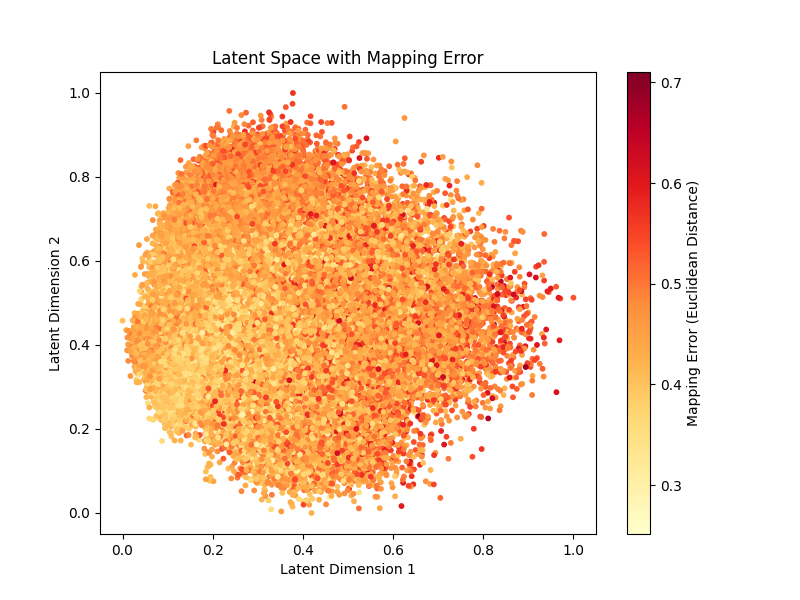 Latent Space with Mapping Error
1.0
0.8
0.6
0.4
0.2
0.0
Latent Dimension 2
0.0 0.2 0.4 0.6 0.8 1.0
Latent Dimension 1
0.7
0.6
0.5
0.4
0.3
Mapping Error (Euclidean Distance)